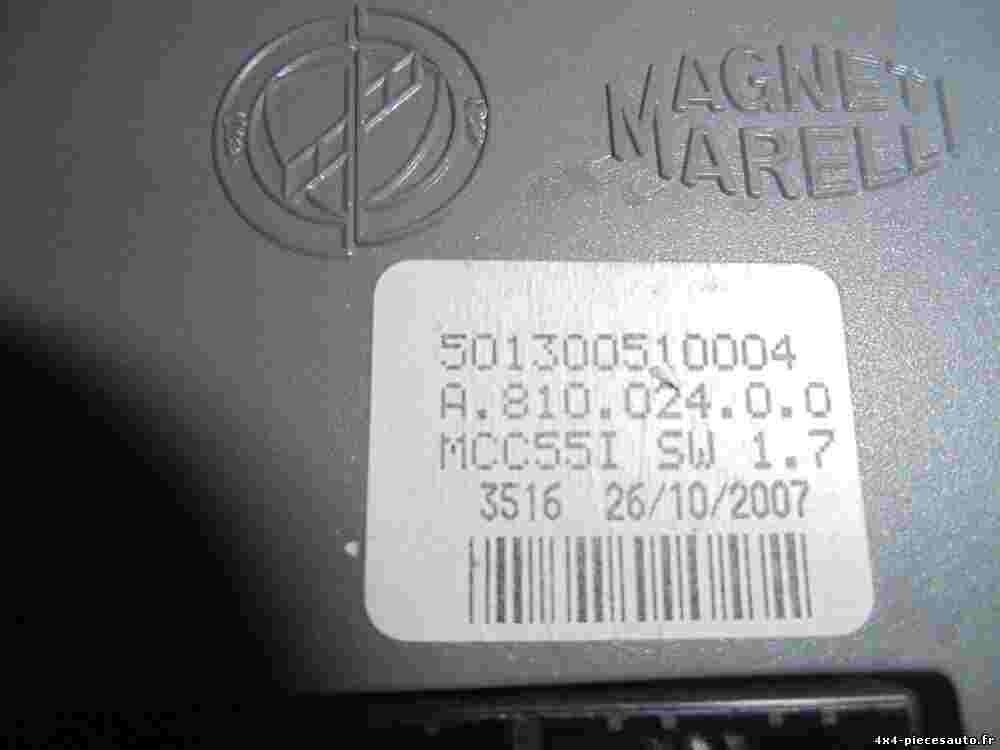 MAGNETI
MARELLI
501300510004
A.810.024.0.0
MCC55I SW 1.7
3516 26/10/2007
4x4-piecesauto.fr